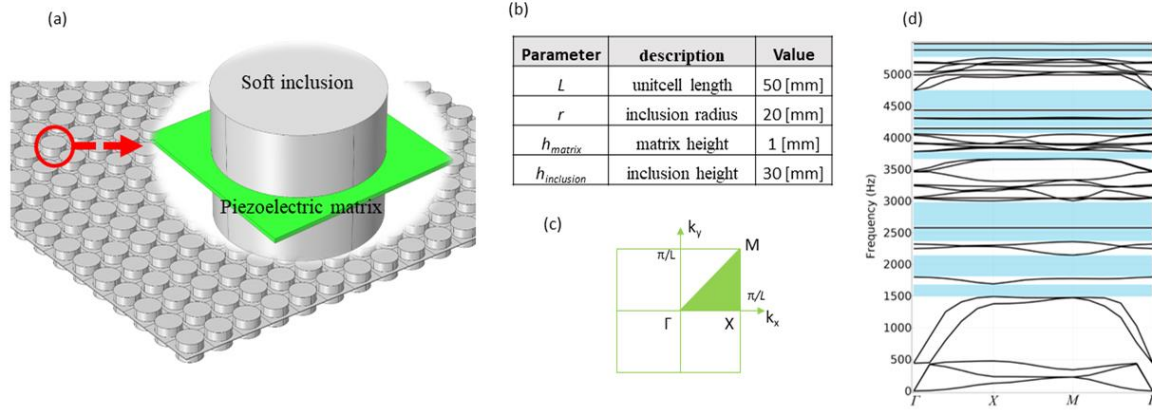 (a)
Soft inclusion
Piezoelectric matrix
(b)
Parameter description Value
L unitcell length 50 [mm]
r inclusion radius 20 [mm]
h_matrix matrix height 1 [mm]
h_inclusion inclusion height 30 [mm]
(c)
k_y
π/L
M
π/L
Γ
X
k_x
(d)
Frequency (Hz)
5000
4500
4000
3500
3000
2500
2000
1500
1000
500
0
Γ X M